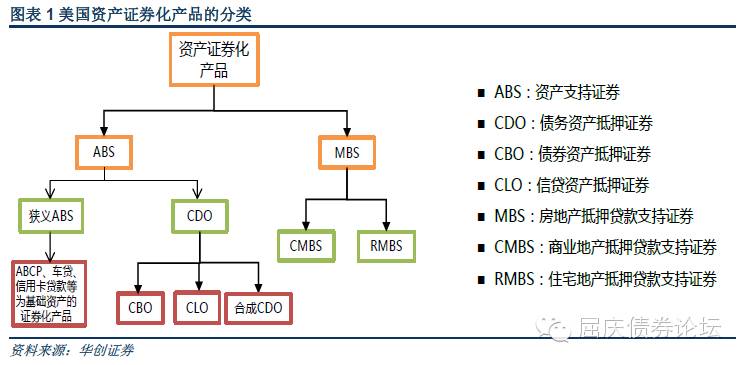 图表 1 美国资产证券化产品的分类
资产证券化
产品
ABS
MBS
狭义ABS
CDO
CMBS
RMBS
ABCP、车贷、
信用卡贷款等
为基础资产的
证券化产品
CBO
CLO
合成CDO
■ ABS：资产支持证券
■ CDO：债务资产抵押证券
■ CBO：债券资产抵押证券
■ CLO：信贷资产抵押证券
■ MBS：房地产抵押贷款支持证券
■ CMBS：商业地产抵押贷款支持证券
■ RMBS：住宅地产抵押贷款支持证券
屈庆债券论坛
资料来源：华创证券